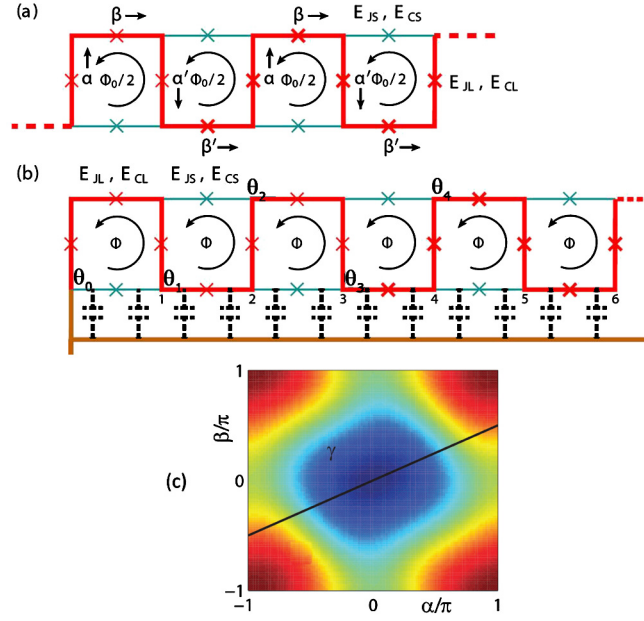 (a)
β → β → E_JS , E_CS
α Φ₀/2 α' Φ₀/2 α Φ₀/2 α' Φ₀/2 E_JL , E_CL
β'→ β'→
(b)
E_JL , E_CL E_JS , E_CS
θ₂ θ₄
Φ Φ Φ Φ Φ Φ
θ₀ θ₁ θ₃
1 2 3 4 5 6
(c)
1
β/π
γ
0
−1
−1 0 α/π 1